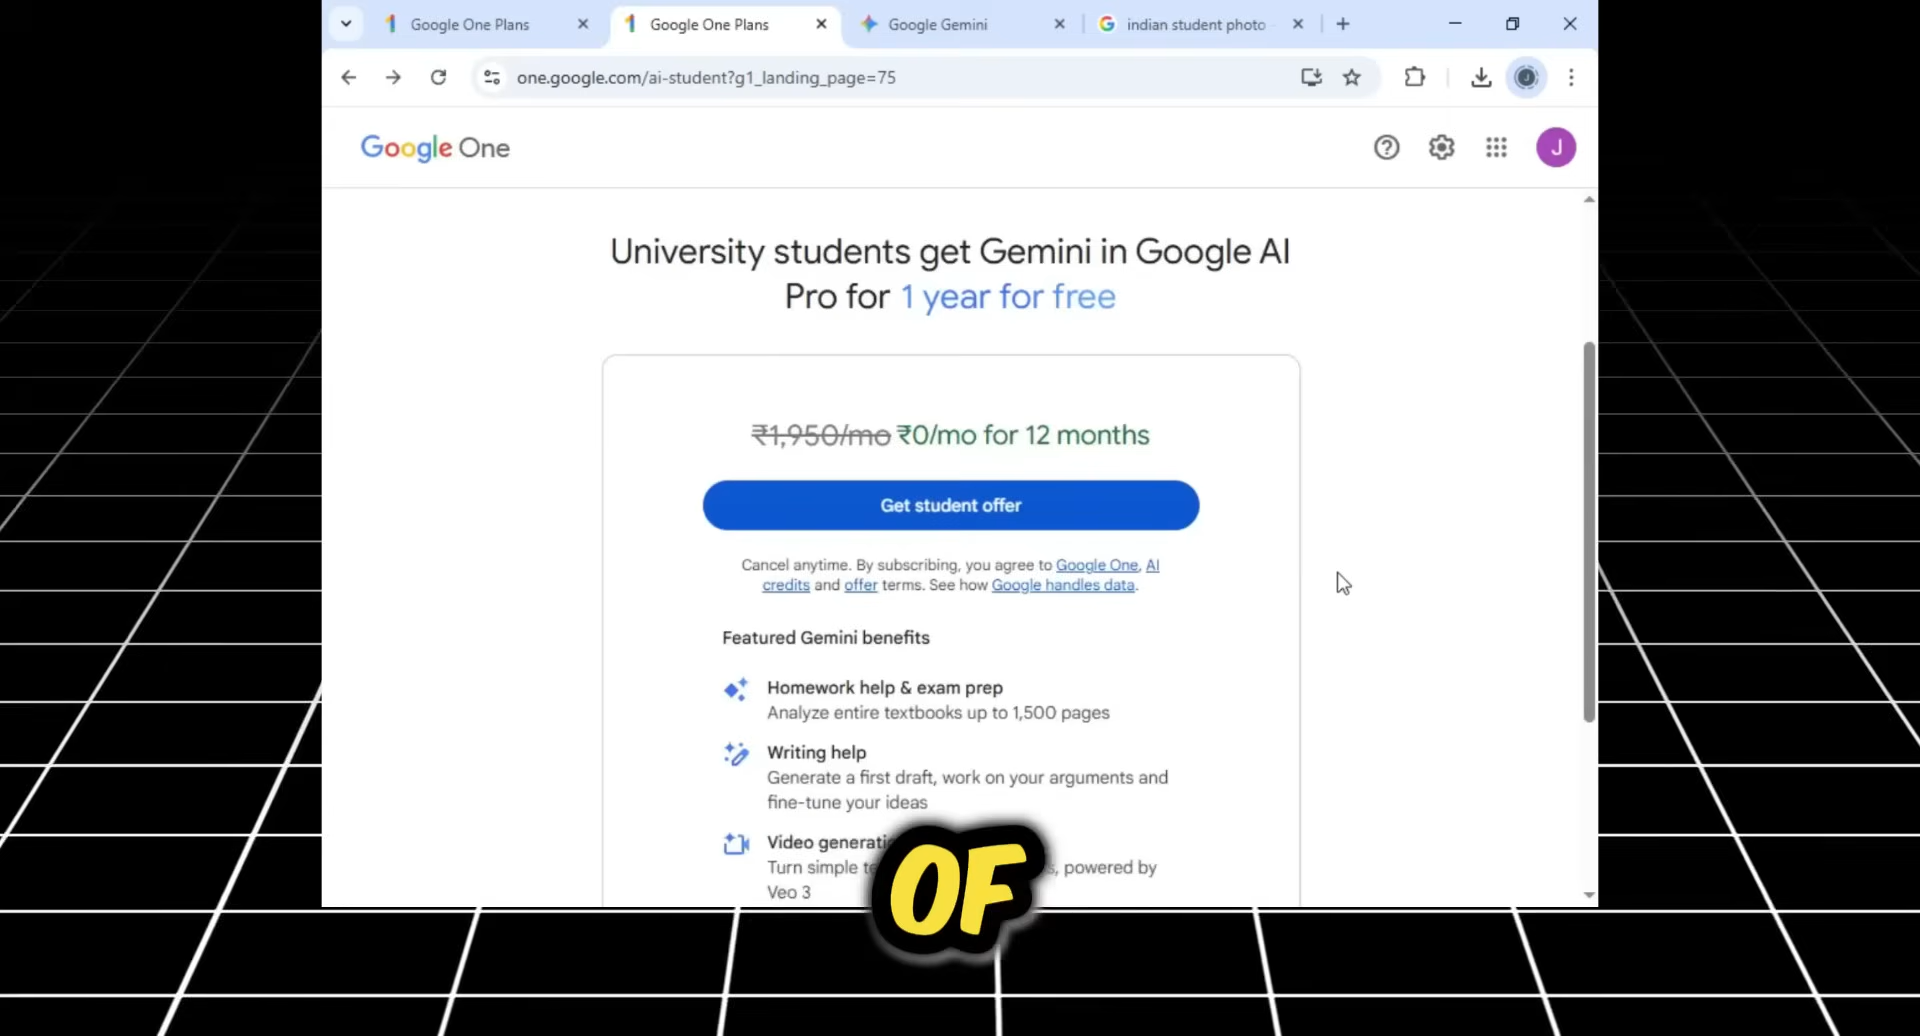 Google One Plans
Google One Plans
Google Gemini
indian student photo
one.google.com/ai-student?g1_landing_page=75
Google One
J
University students get Gemini in Google AI
Pro for 1 year for free
₹1,950/mo ₹0/mo for 12 months
Get student offer
Cancel anytime. By subscribing, you agree to Google One, AI
credits and offer terms. See how Google handles data.
Featured Gemini benefits
Homework help & exam prep
Analyze entire textbooks up to 1,500 pages
Writing help
Generate a first draft, work on your arguments and
fine-tune your ideas
Video
Turn simple , powered by
Veo 3
OF